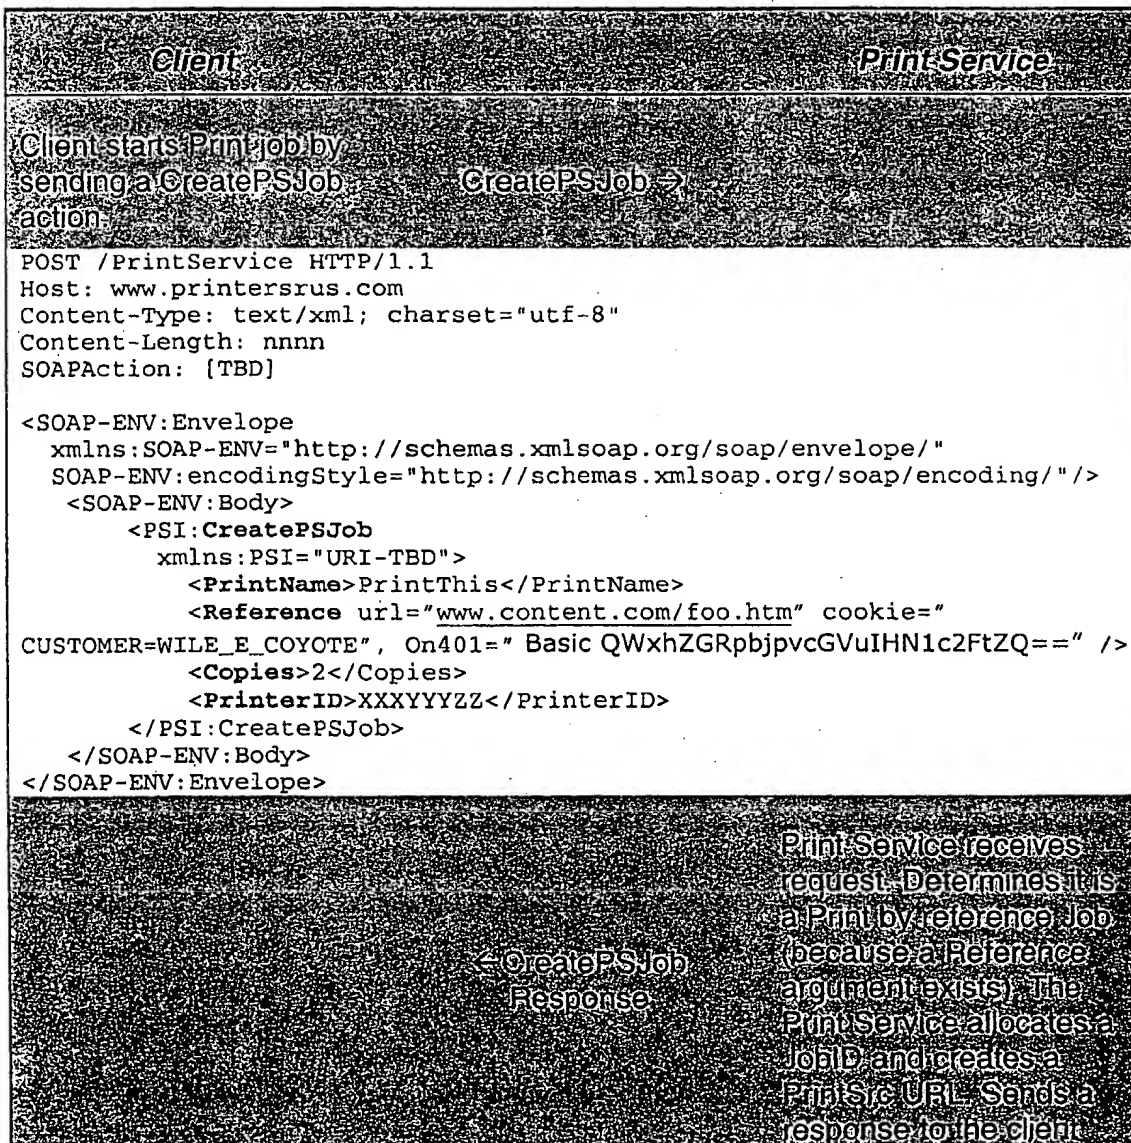 Client Print Service
Client starts Print job by
sending a CreatePSJob CreatePSJob →
action.
POST /PrintService HTTP/1.1
Host: www.printersrus.com
Content-Type: text/xml; charset="utf-8"
Content-Length: nnnn
SOAPAction: [TBD]
<SOAP-ENV:Envelope
xmlns:SOAP-ENV="http://schemas.xmlsoap.org/soap/envelope/"
SOAP-ENV:encodingStyle="http://schemas.xmlsoap.org/soap/encoding/"/>
<SOAP-ENV:Body>
<PSI:CreatePSJob
xmlns:PSI="URI-TBD">
<PrintName>PrintThis</PrintName>
<Reference url="www.content.com/foo.htm" cookie="
CUSTOMER=WILE_E_COYOTE", On401=" Basic QWxhZGRpbjpvcGVuIHNlc2FtZQ==" />
<Copies>2</Copies>
<PrinterID>XXXYYYZZ</PrinterID>
</PSI:CreatePSJob>
</SOAP-ENV:Body>
</SOAP-ENV:Envelope>
Print Service receives
request. Determines it is
a Print by reference Job
← CreatePSJob (because a Reference
Response argument exists). The
Print Service allocates a
JobID and creates a
PrintSrc URL. Sends a
response to the client